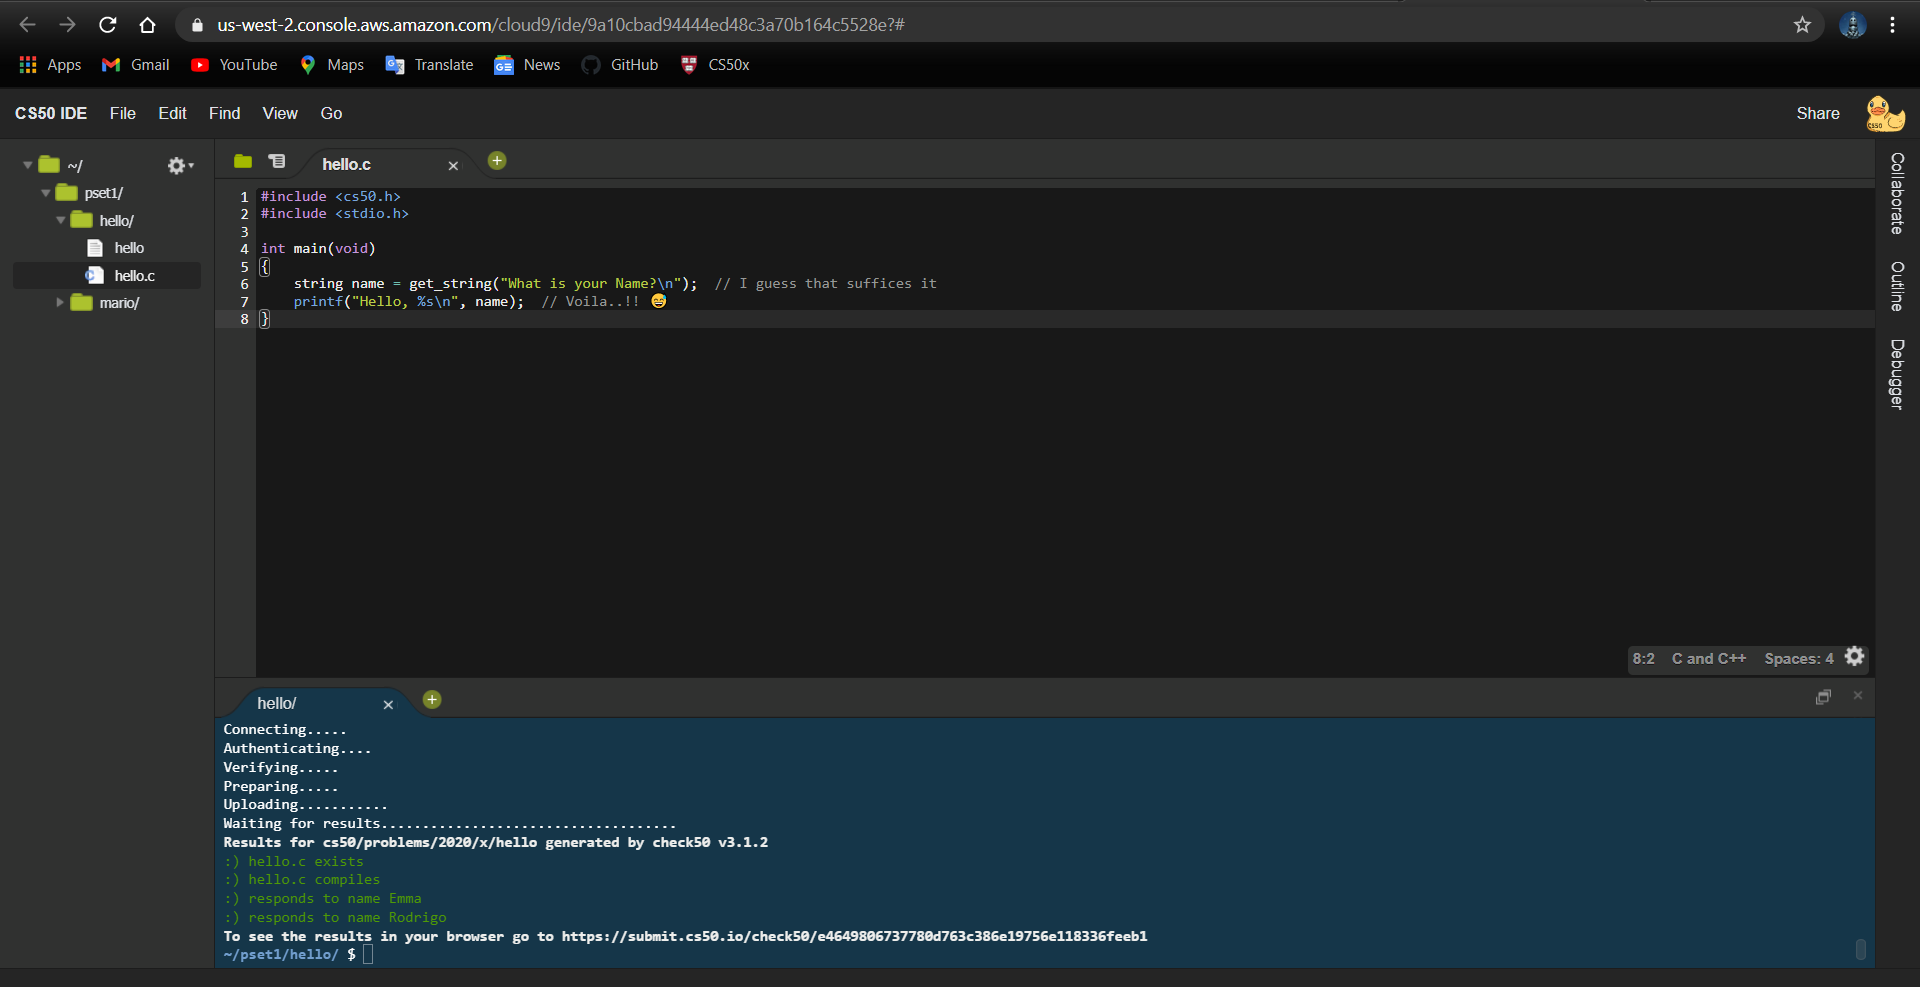 us-west-2.console.aws.amazon.com/cloud9/ide/9a10cbad94444ed48c3a70b164c5528e?#
Apps Gmail YouTube Maps Translate News GitHub CS50x
CS50 IDE File Edit Find View Go Share
~/
pset1/
hello/
hello
hello.c
mario/
hello.c
1 #include <cs50.h>
2 #include <stdio.h>
3
4 int main(void)
5 {
6 string name = get_string("What is your Name?\n"); // I guess that suffices it
7 printf("Hello, %s\n", name); // Voila..!! 😅
8 }
8:2 C and C++ Spaces: 4
Collaborate
Outline
Debugger
hello/
Connecting.....
Authenticating....
Verifying.....
Preparing.....
Uploading...........
Waiting for results....................................
Results for cs50/problems/2020/x/hello generated by check50 v3.1.2
:) hello.c exists
:) hello.c compiles
:) responds to name Emma
:) responds to name Rodrigo
To see the results in your browser go to https://submit.cs50.io/check50/e4649806737780d763c386e19756e118336feeb1
~/pset1/hello/ $